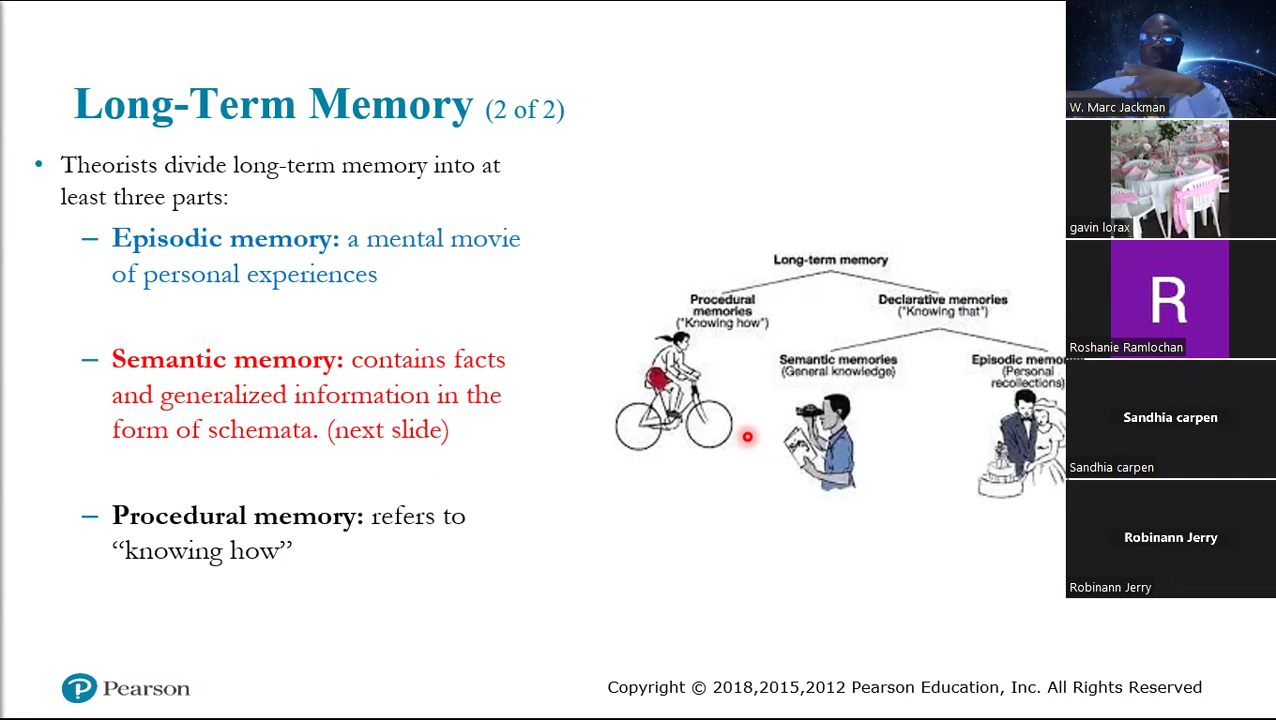 Long-Term Memory (2 of 2)
• Theorists divide long-term memory into at
least three parts:
– Episodic memory: a mental movie
of personal experiences
– Semantic memory: contains facts
and generalized information in the
form of schemata. (next slide)
– Procedural memory: refers to
“knowing how”
Long-term memory
Procedural
memories
("Knowing how")
Declarative memories
("Knowing that")
Semantic memories
(General knowledge)
Episodic memo
(Personal
recollections)
Pearson
Copyright © 2018,2015,2012 Pearson Education, Inc. All Rights Reserved
W. Marc Jackman
gavin lorax
R
Roshanie Ramlochan
Sandhia carpen
Sandhia carpen
Robinann Jerry
Robinann Jerry